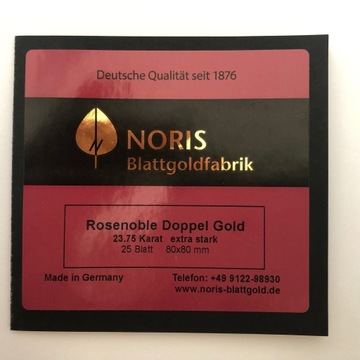 Deutsche Qualität seit 1876
NORIS
Blattgoldfabrik
Rosenoble Doppel Gold
23.75 Karat extra stark
25 Blatt 80x80 mm
Made in Germany
Telefon: +49 9122-98930
www.noris-blattgold.de